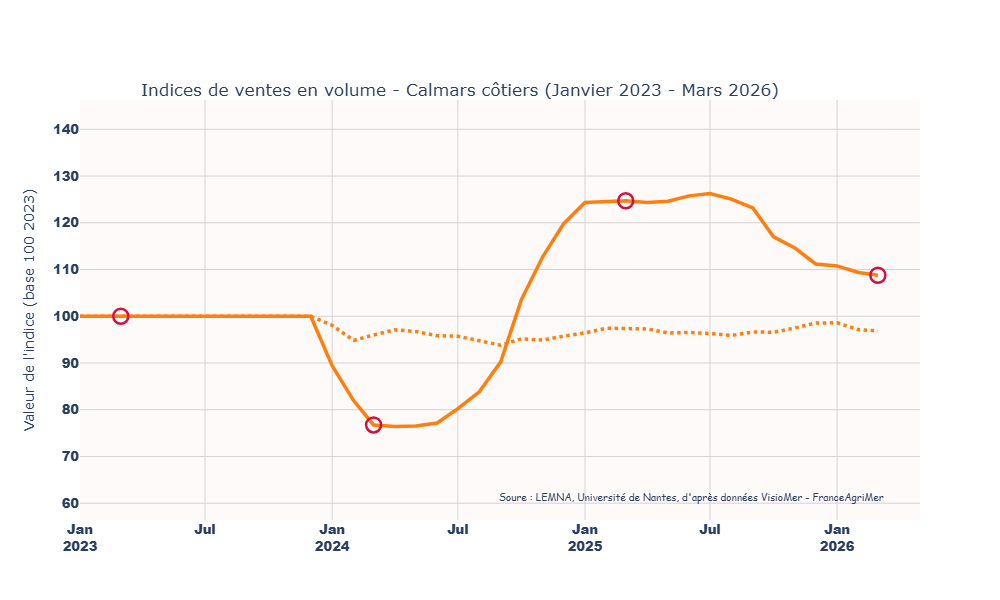 Indices de ventes en volume - Calmars côtiers (Janvier 2023 - Mars 2026)
Valeur de l'indice (base 100 2023)
140
130
120
110
100
90
80
70
60
Soure : LEMNA, Université de Nantes, d'après données VisioMer - FranceAgriMer
Jan Jul Jan Jul Jan Jul Jan
2023 2024 2025 2026